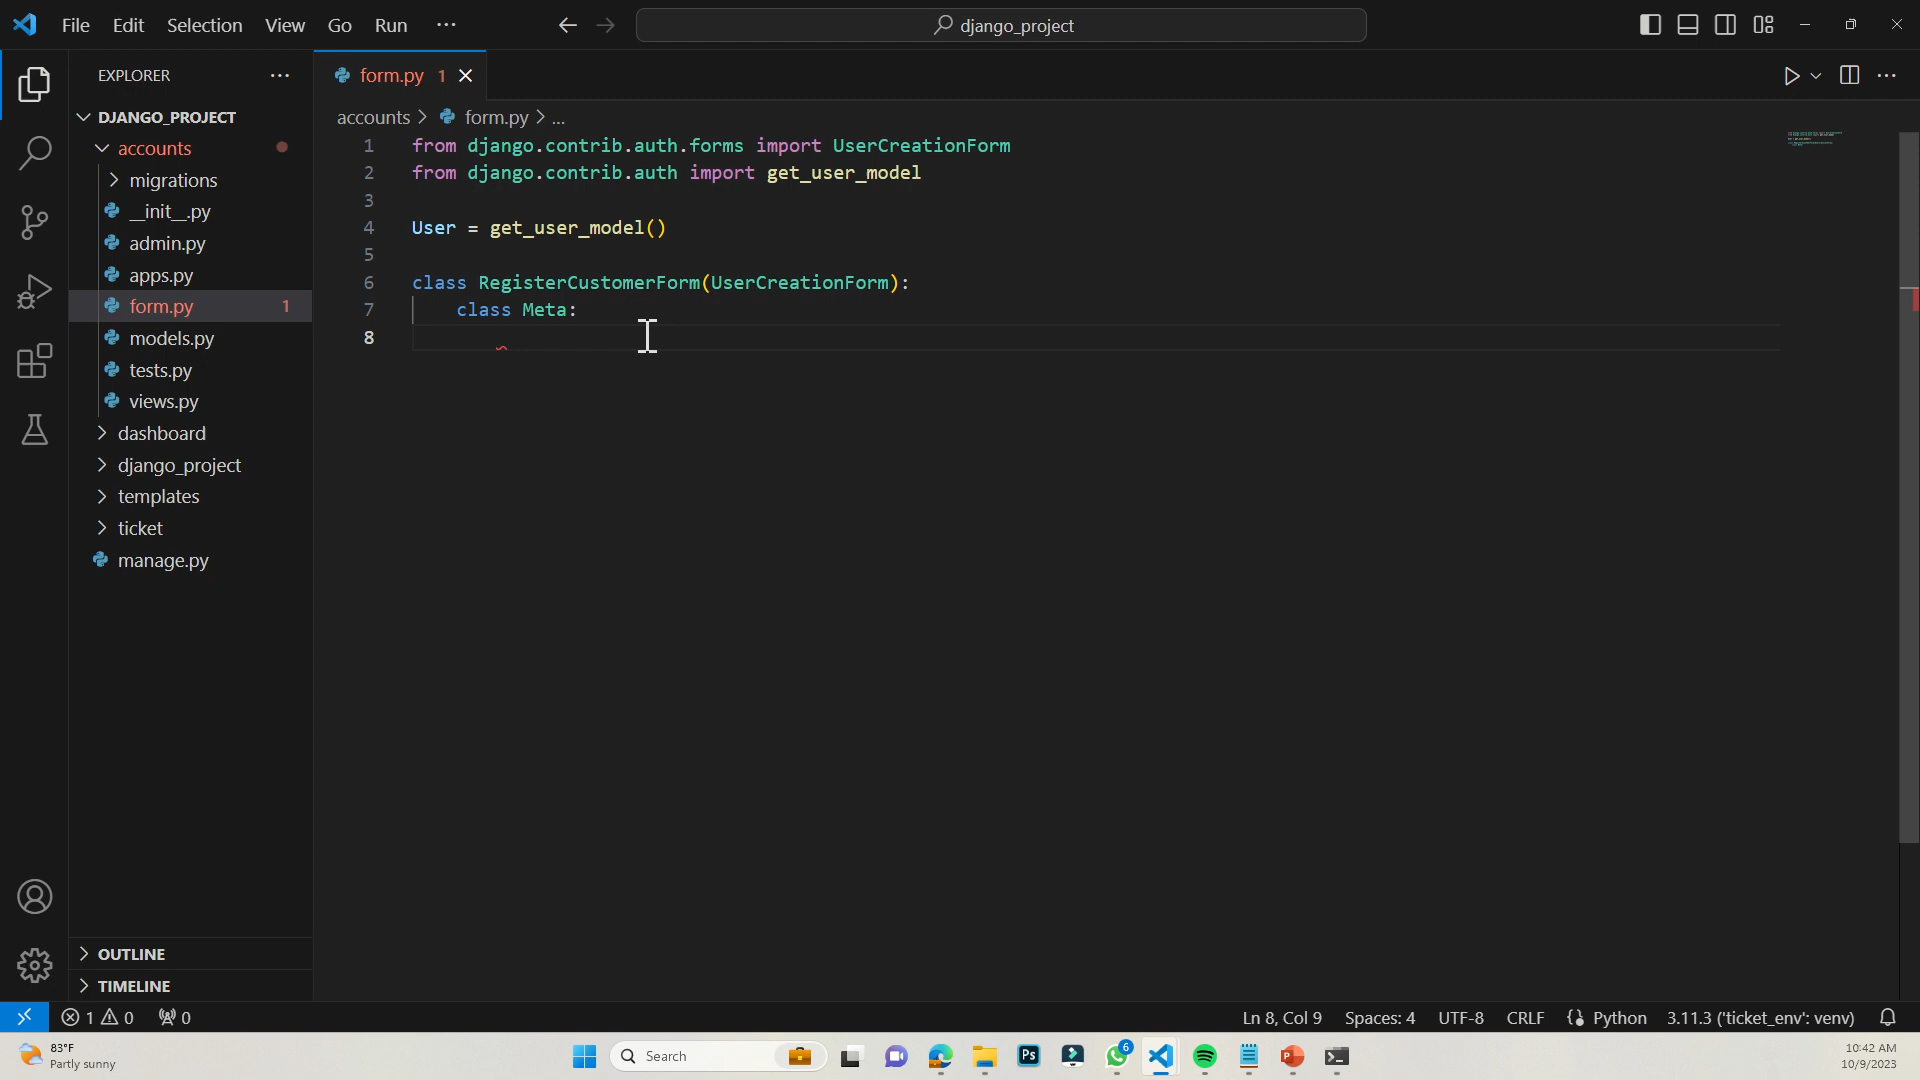 File Edit Selection View Go Run ···
django_project
EXPLORER ···
form.py 1
DJANGO_PROJECT
accounts > form.py > ...
accounts
migrations
__init__.py
admin.py
apps.py
form.py 1
models.py
tests.py
views.py
dashboard
django_project
templates
ticket
manage.py
1 from django.contrib.auth.forms import UserCreationForm
2 from django.contrib.auth import get_user_model
3
4 User = get_user_model()
5
6 class RegisterCustomerForm(UserCreationForm):
7 class Meta:
8
OUTLINE
TIMELINE
1 0 0
Ln 8, Col 9 Spaces: 4 UTF-8 CRLF {} Python 3.11.3 ('ticket_env': venv)
83°F
Partly sunny
Search
Ps
6
P
10:42 AM
10/9/2023